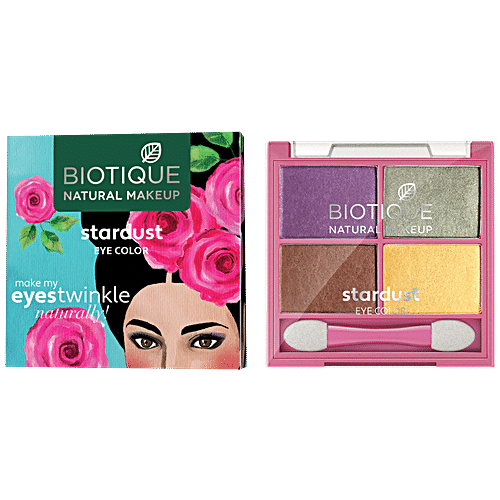 BIOTIQUE
NATURAL MAKEUP
stardust
EYE COLOR
make my
eyestwinkle
naturally!
BIOTIQUE
NATURAL MAKEUP
stardust
EYE COLOR